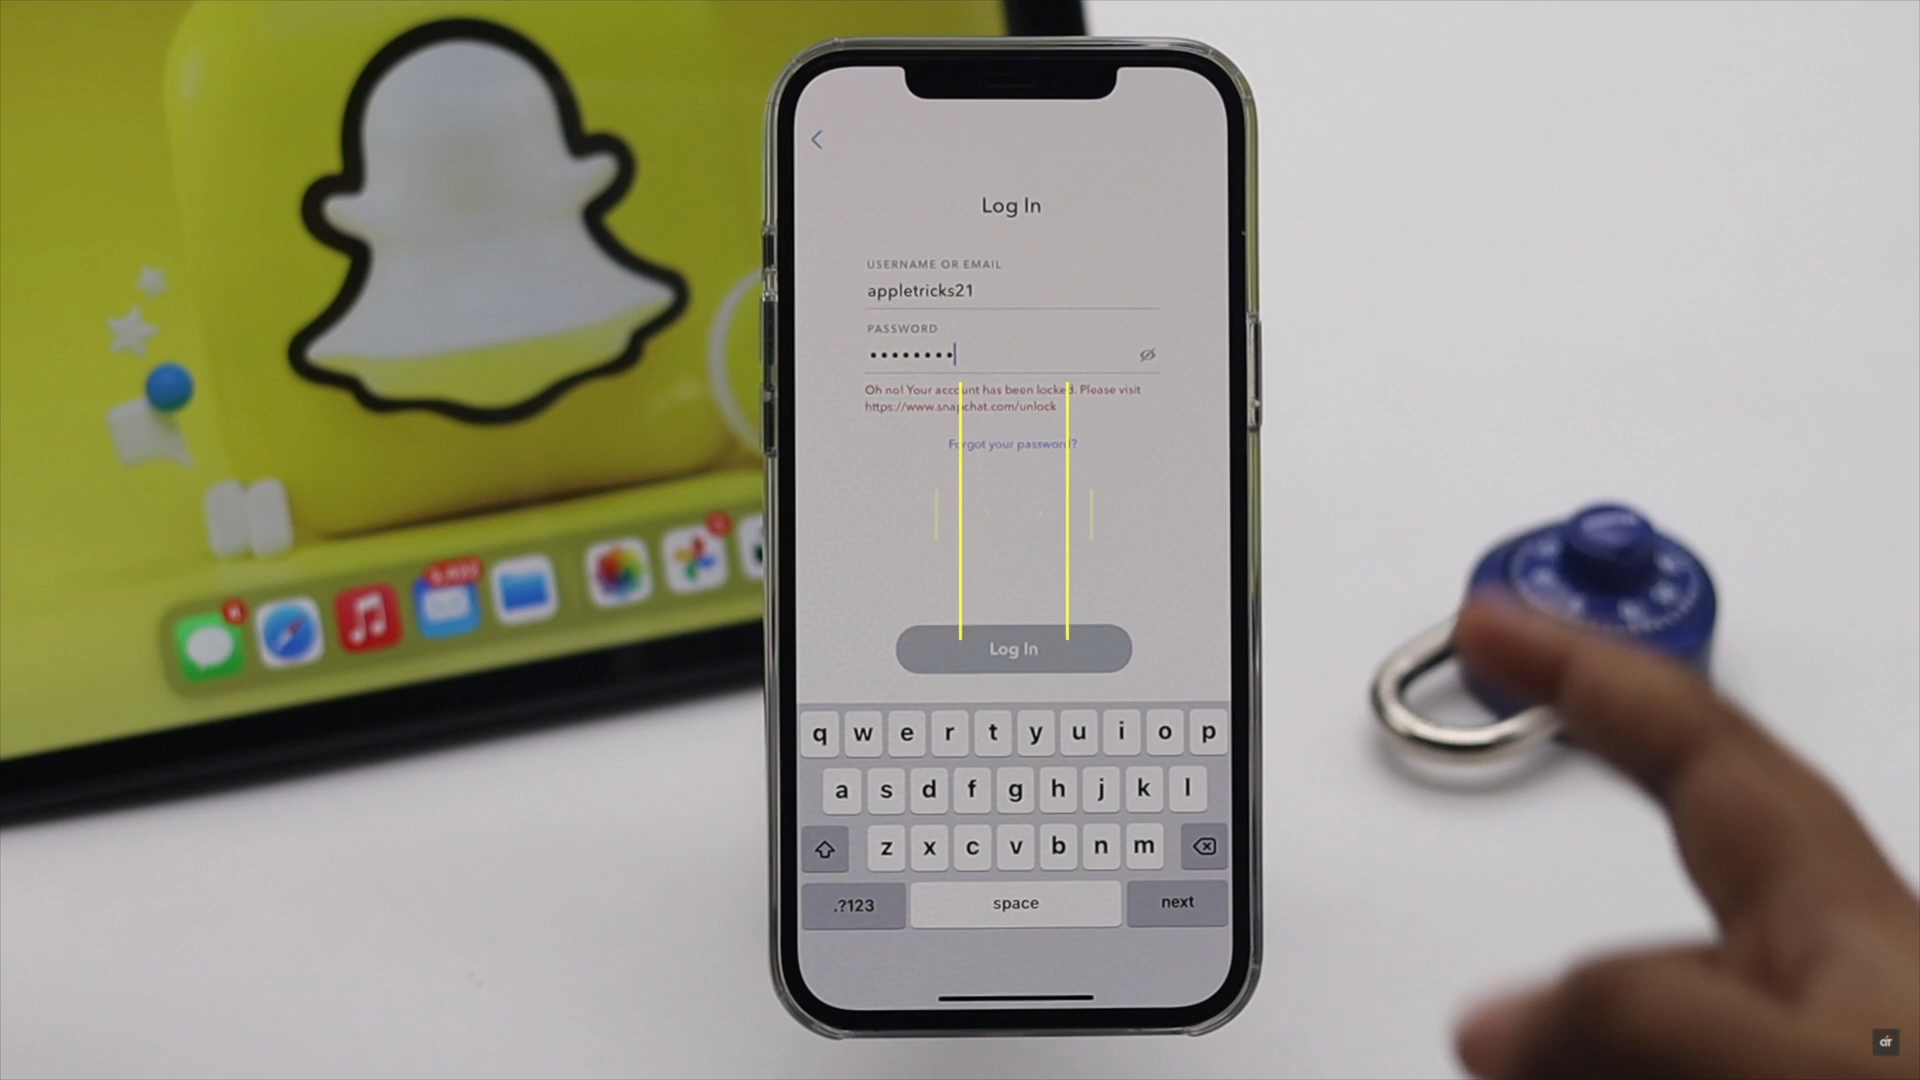 Log In
USERNAME OR EMAIL
appletricks21
PASSWORD
Oh no! Your account has been locked. Please visit
https://www.snapchat.com/unlock
Forgot your password?
Log In
q w e r t y u i o p
a s d f g h j k l
z x c v b n m
.?123 space next